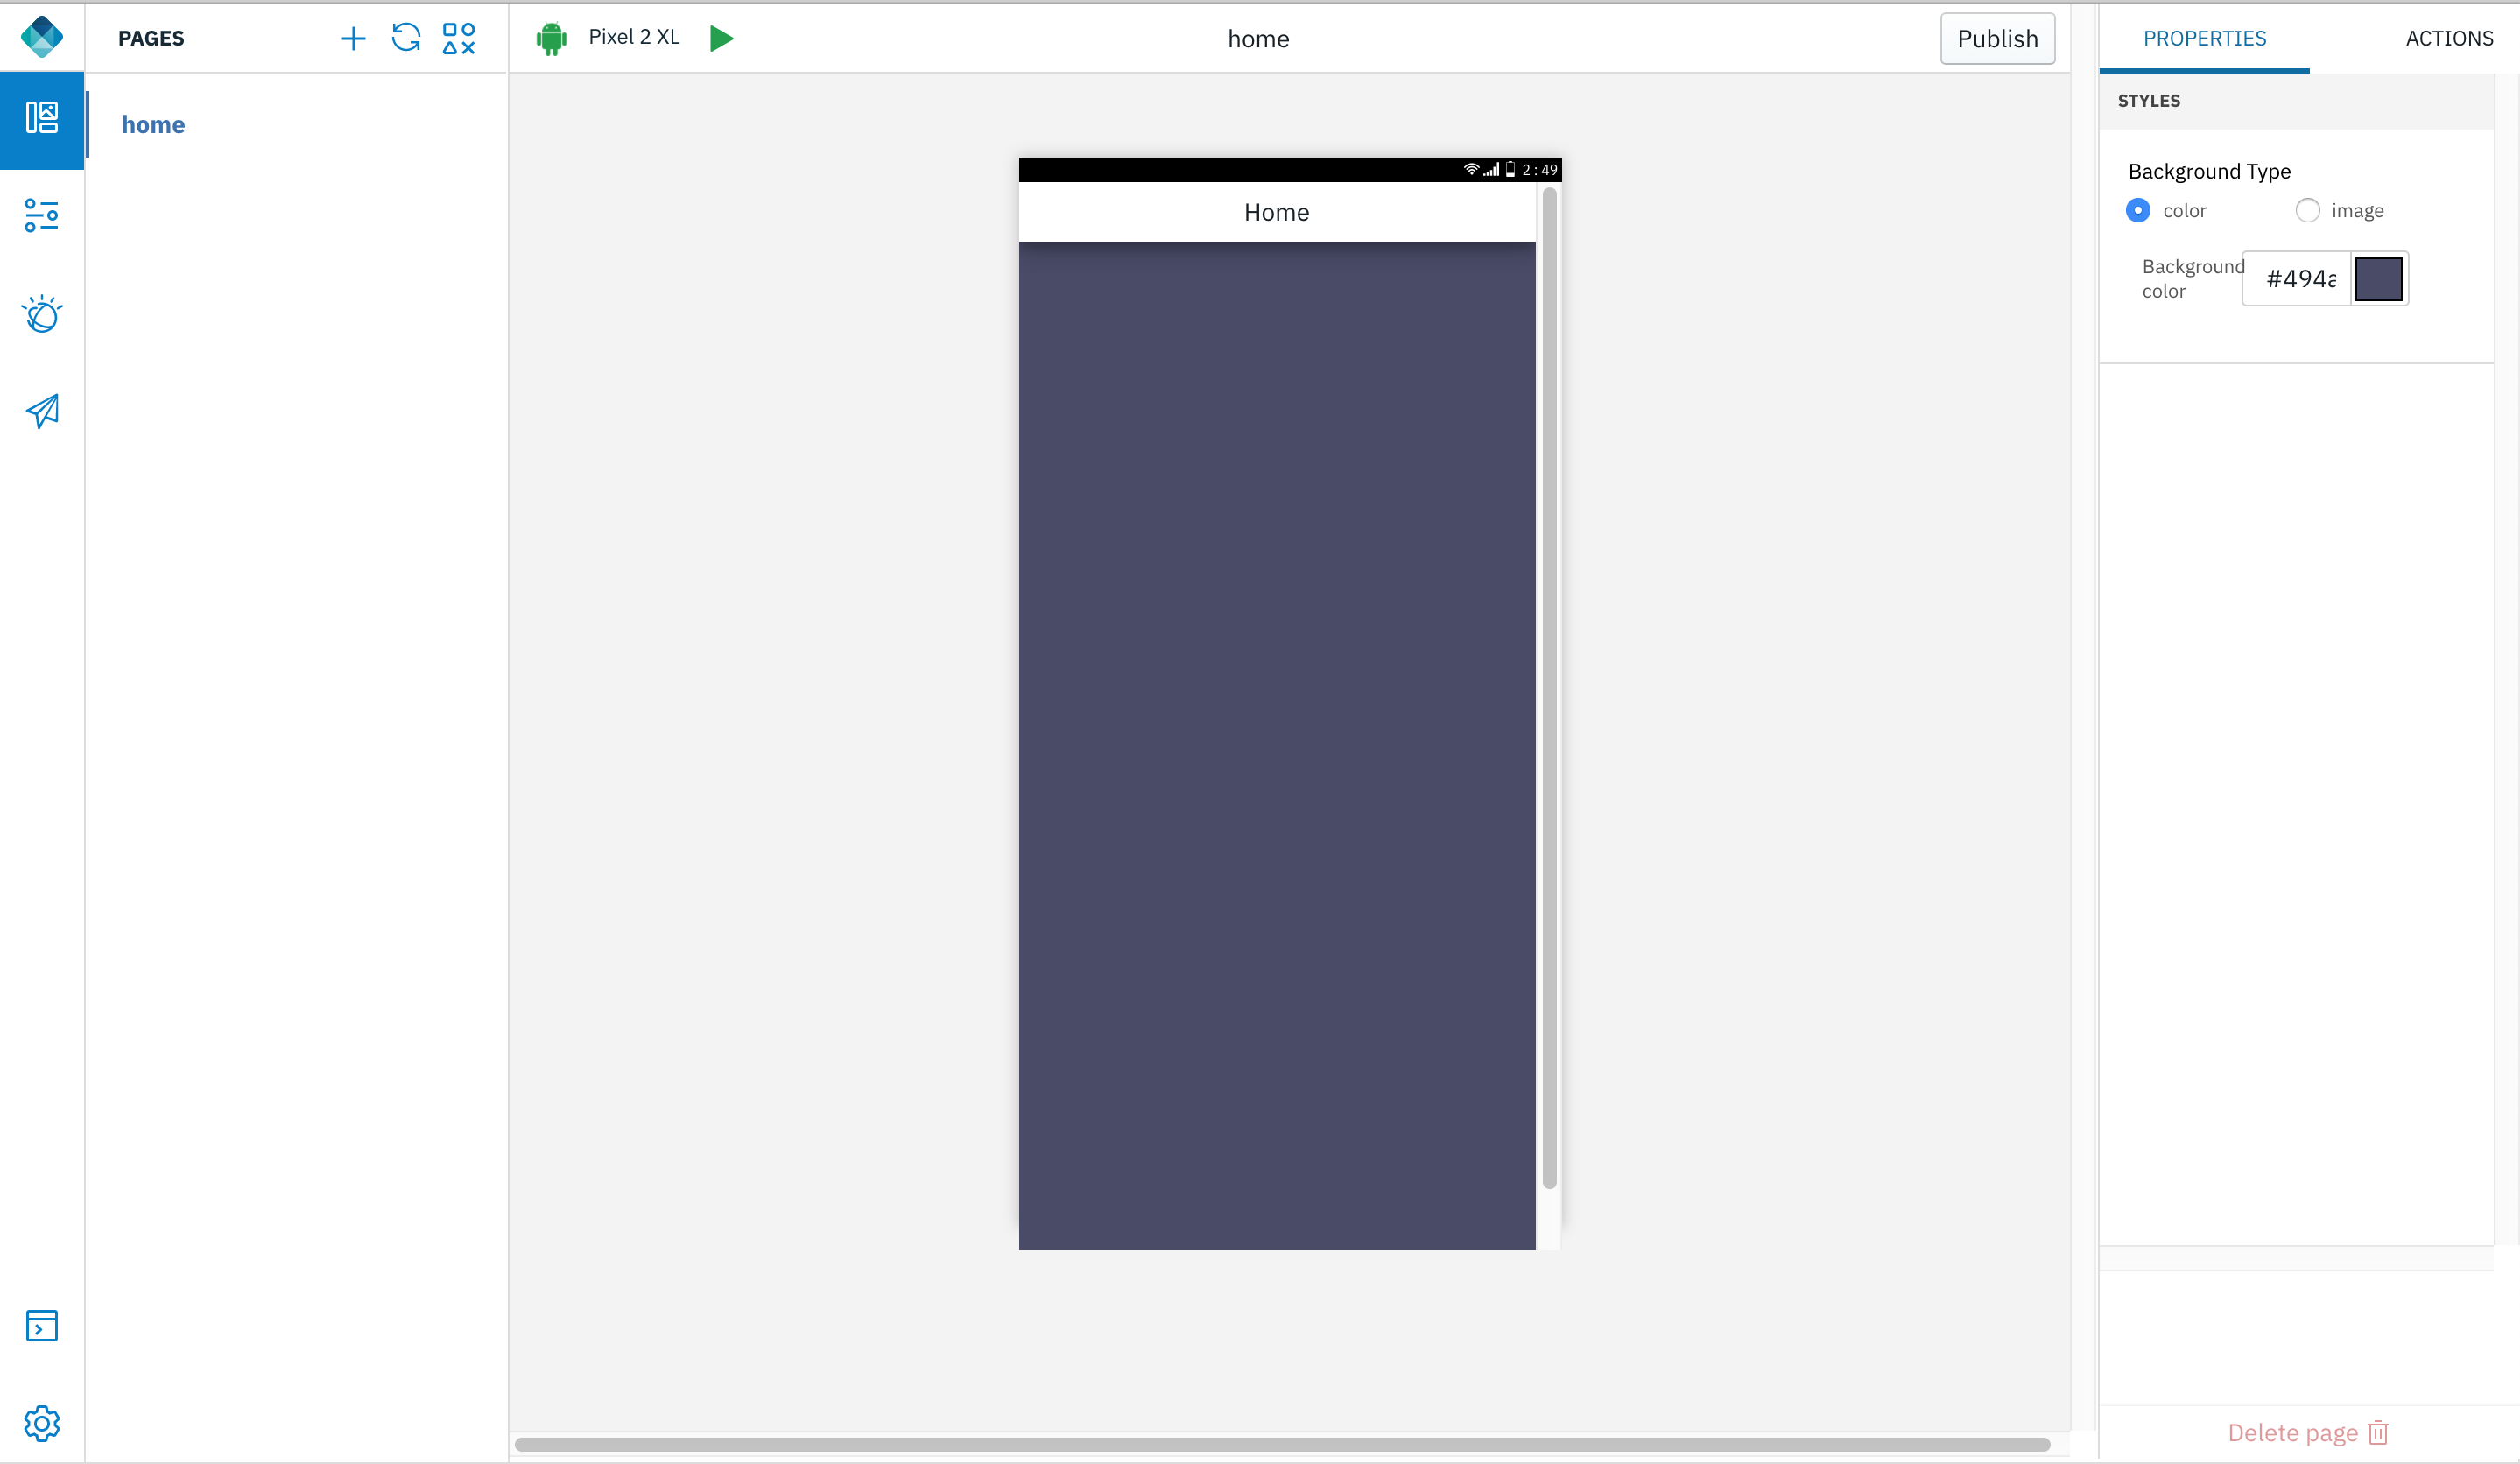 PAGES
Pixel 2 XL
home
Publish
PROPERTIES
ACTIONS
home
STYLES
Background Type
color
image
Background
color
#494a
2:49
Home
Delete page